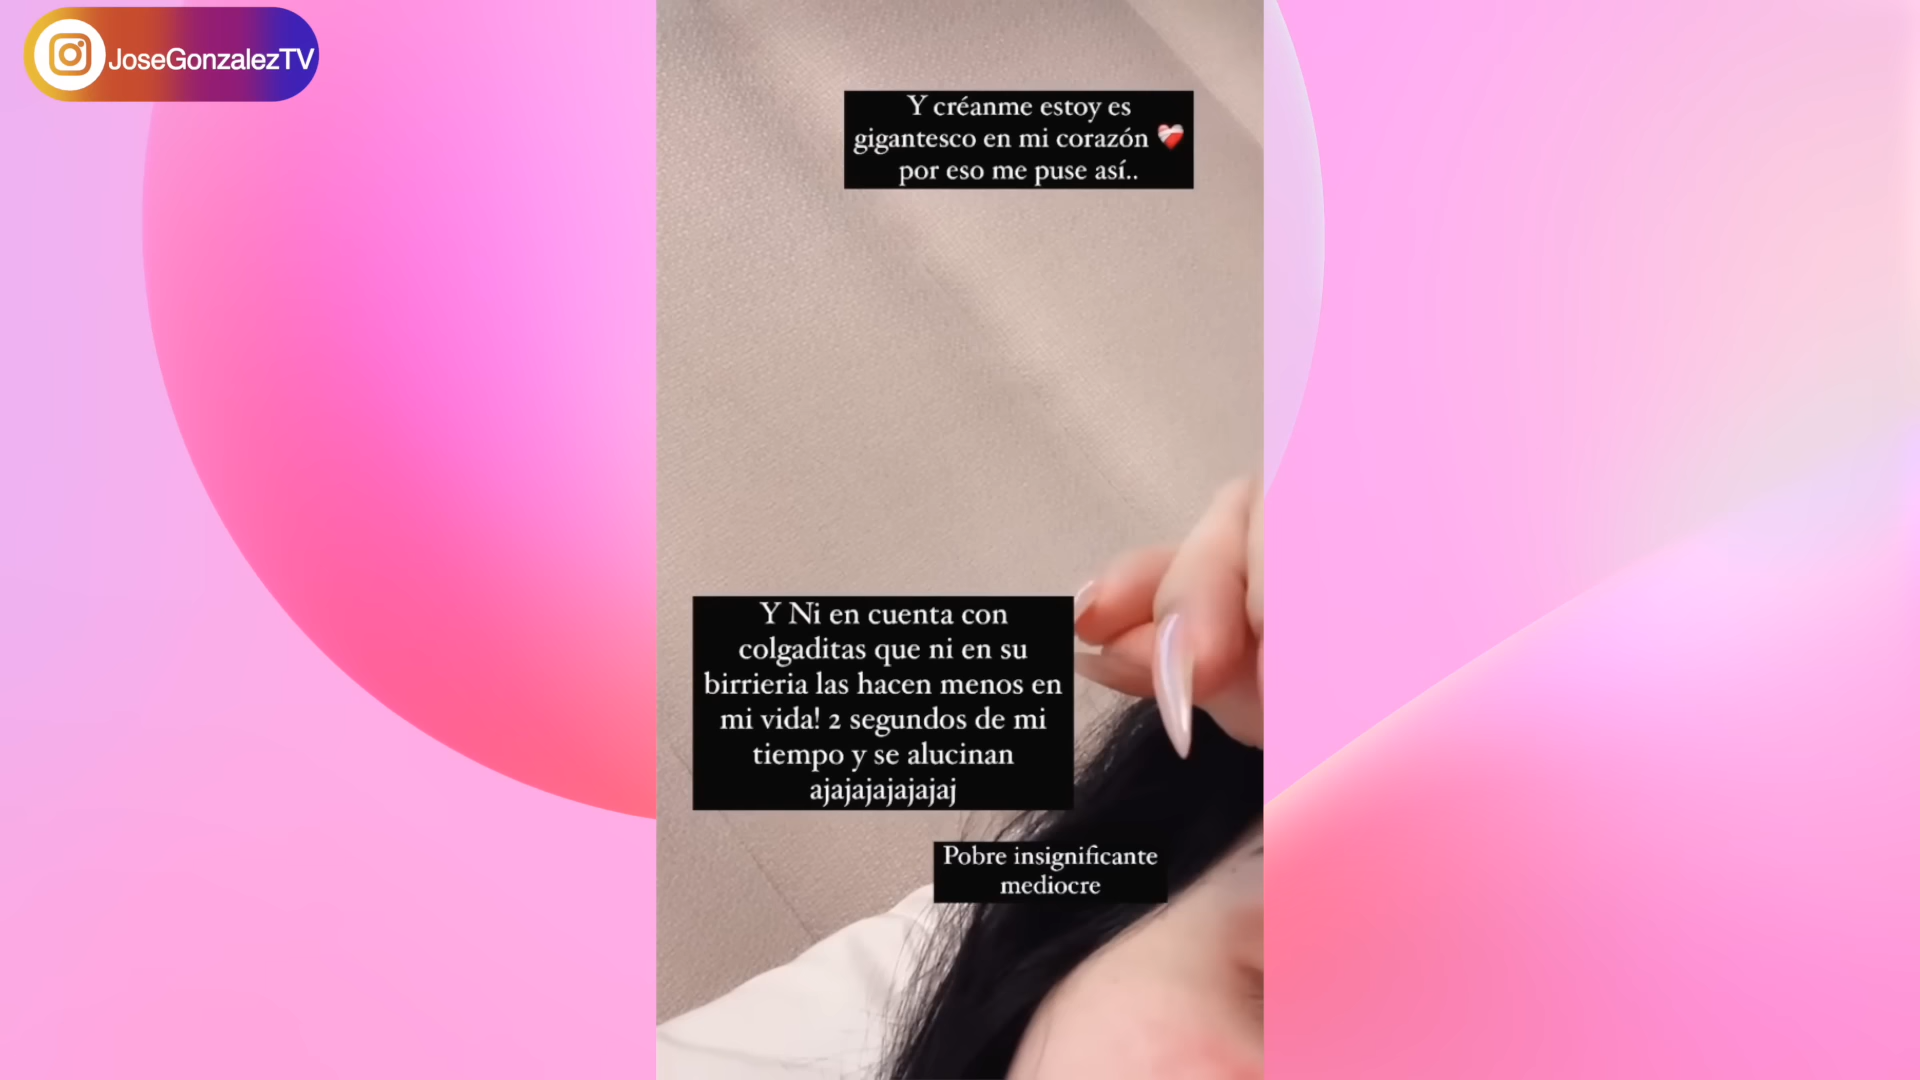 JoseGonzalezTV
Y créanme estoy es
gigantesco en mi corazón ❤️‍🩹
por eso me puse así..
Y Ni en cuenta con
colgaditas que ni en su
birrieria las hacen menos en
mi vida! 2 segundos de mi
tiempo y se alucinan
ajajajajajajaj
Pobre insignificante
mediocre